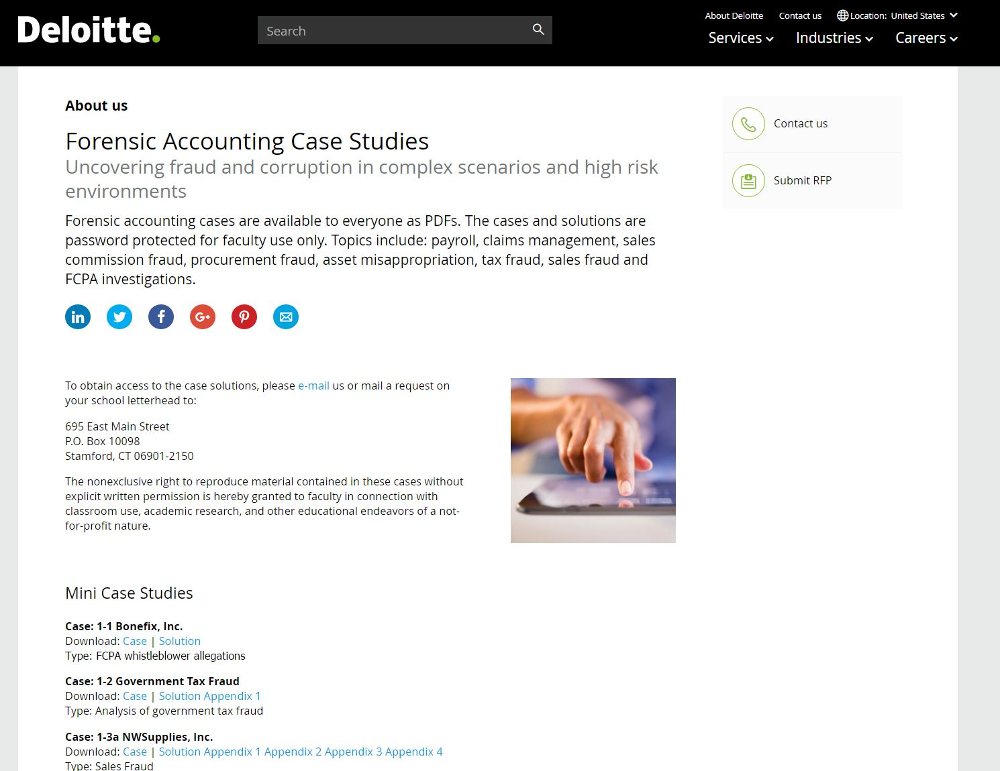 Deloitte.
Search
About Deloitte
Contact us
Location: United States
Services
Industries
Careers
About us
Forensic Accounting Case Studies
Uncovering fraud and corruption in complex scenarios and high risk
environments
Forensic accounting cases are available to everyone as PDFs. The cases and solutions are
password protected for faculty use only. Topics include: payroll, claims management, sales
commission fraud, procurement fraud, asset misappropriation, tax fraud, sales fraud and
FCPA investigations.
Contact us
Submit RFP
To obtain access to the case solutions, please e-mail us or mail a request on
your school letterhead to:
695 East Main Street
P.O. Box 10098
Stamford, CT 06901-2150
The nonexclusive right to reproduce material contained in these cases without
explicit written permission is hereby granted to faculty in connection with
classroom use, academic research, and other educational endeavors of a not-
for-profit nature.
Mini Case Studies
Case: 1-1 Bonefix, Inc.
Download: Case | Solution
Type: FCPA whistleblower allegations
Case: 1-2 Government Tax Fraud
Download: Case | Solution Appendix 1
Type: Analysis of government tax fraud
Case: 1-3a NWSupplies, Inc.
Download: Case | Solution Appendix 1 Appendix 2 Appendix 3 Appendix 4
Type: Sales Fraud